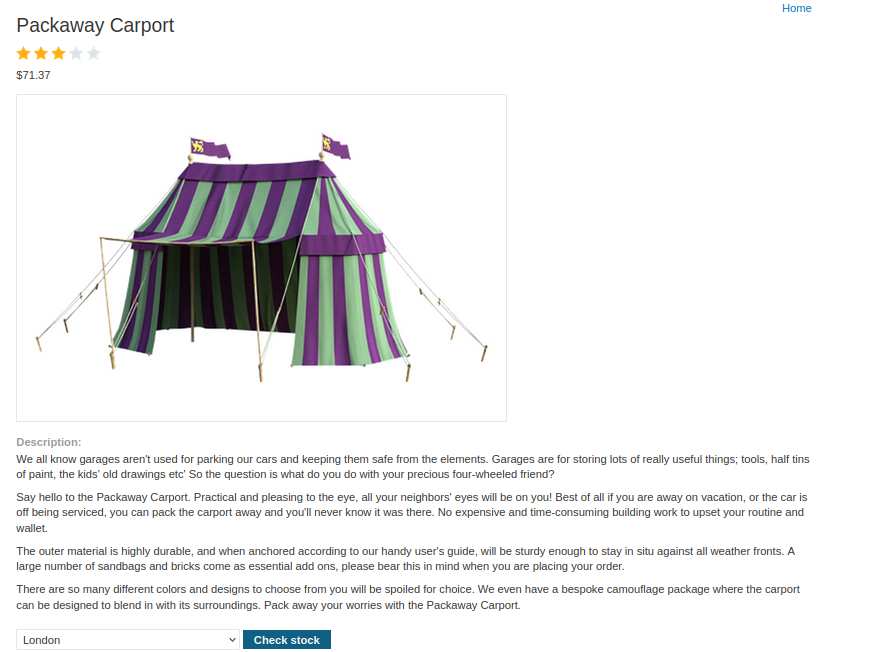 Home
Packaway Carport
$71.37
Description:
We all know garages aren't used for parking our cars and keeping them safe from the elements. Garages are for storing lots of really useful things; tools, half tins
of paint, the kids' old drawings etc' So the question is what do you do with your precious four-wheeled friend?
Say hello to the Packaway Carport. Practical and pleasing to the eye, all your neighbors' eyes will be on you! Best of all if you are away on vacation, or the car is
off being serviced, you can pack the carport away and you'll never know it was there. No expensive and time-consuming building work to upset your routine and
wallet.
The outer material is highly durable, and when anchored according to our handy user's guide, will be sturdy enough to stay in situ against all weather fronts. A
large number of sandbags and bricks come as essential add ons, please bear this in mind when you are placing your order.
There are so many different colors and designs to choose from you will be spoiled for choice. We even have a bespoke camouflage package where the carport
can be designed to blend in with its surroundings. Pack away your worries with the Packaway Carport.
London
Check stock